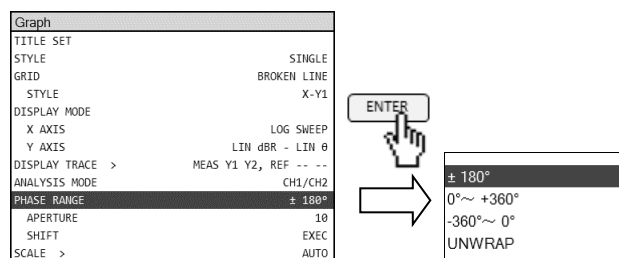 Graph
TITLE SET
STYLE SINGLE
GRID BROKEN LINE
STYLE X-Y1
DISPLAY MODE
X AXIS LOG SWEEP
Y AXIS LIN dBR - LIN θ
DISPLAY TRACE > MEAS Y1 Y2, REF -- --
ANALYSIS MODE CH1/CH2
PHASE RANGE ± 180°
APERTURE 10
SHIFT EXEC
SCALE > AUTO
ENTER
± 180°
0°～ +360°
-360°～ 0°
UNWRAP